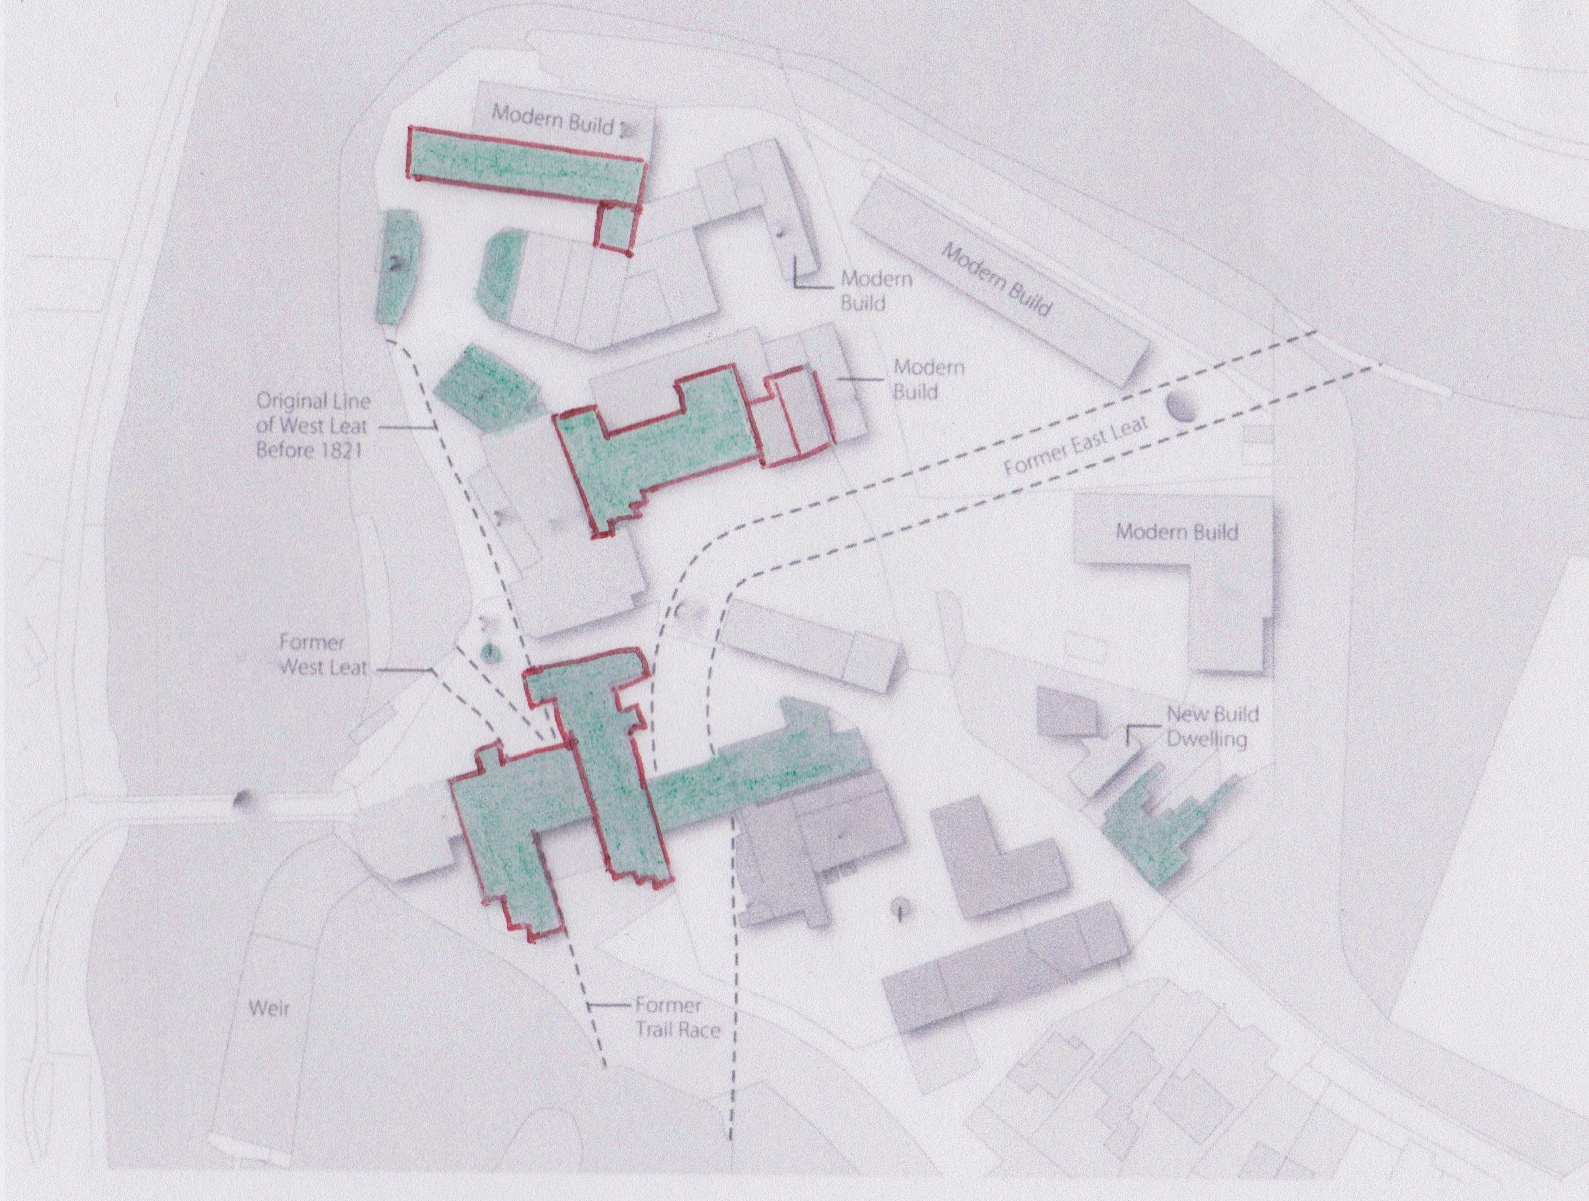 Modern Build
Modern
Build
Modern Build
Modern
Build
Original Line
of West Leat
Before 1821
Former East Leat
Modern Build
Former
West Leat
New Build
Dwelling
Weir
Former
Trail Race